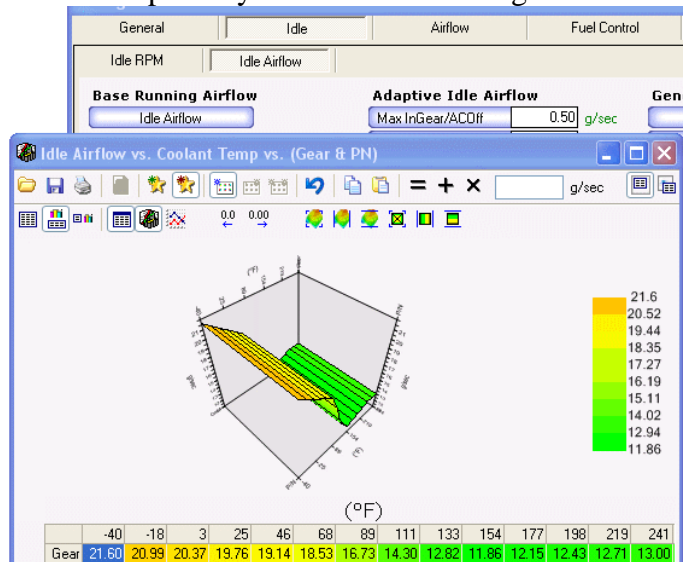 General Idle Airflow Fuel Control
Idle RPM Idle Airflow
Base Running Airflow Adaptive Idle Airflow Gen
Idle Airflow Max InGear/ACOff 0.50 g/sec
Idle Airflow vs. Coolant Temp vs. (Gear & PN)
= + × g/sec
0.0 0.00
21.6
20.52
19.44
18.35
17.27
16.19
15.11
14.02
12.94
11.86
(°F)
-40 -18 3 25 46 68 89 111 133 154 177 198 219 241
Gear 21.60 20.99 20.37 19.76 19.14 18.53 16.73 14.30 12.82 11.86 12.15 12.43 12.71 13.00